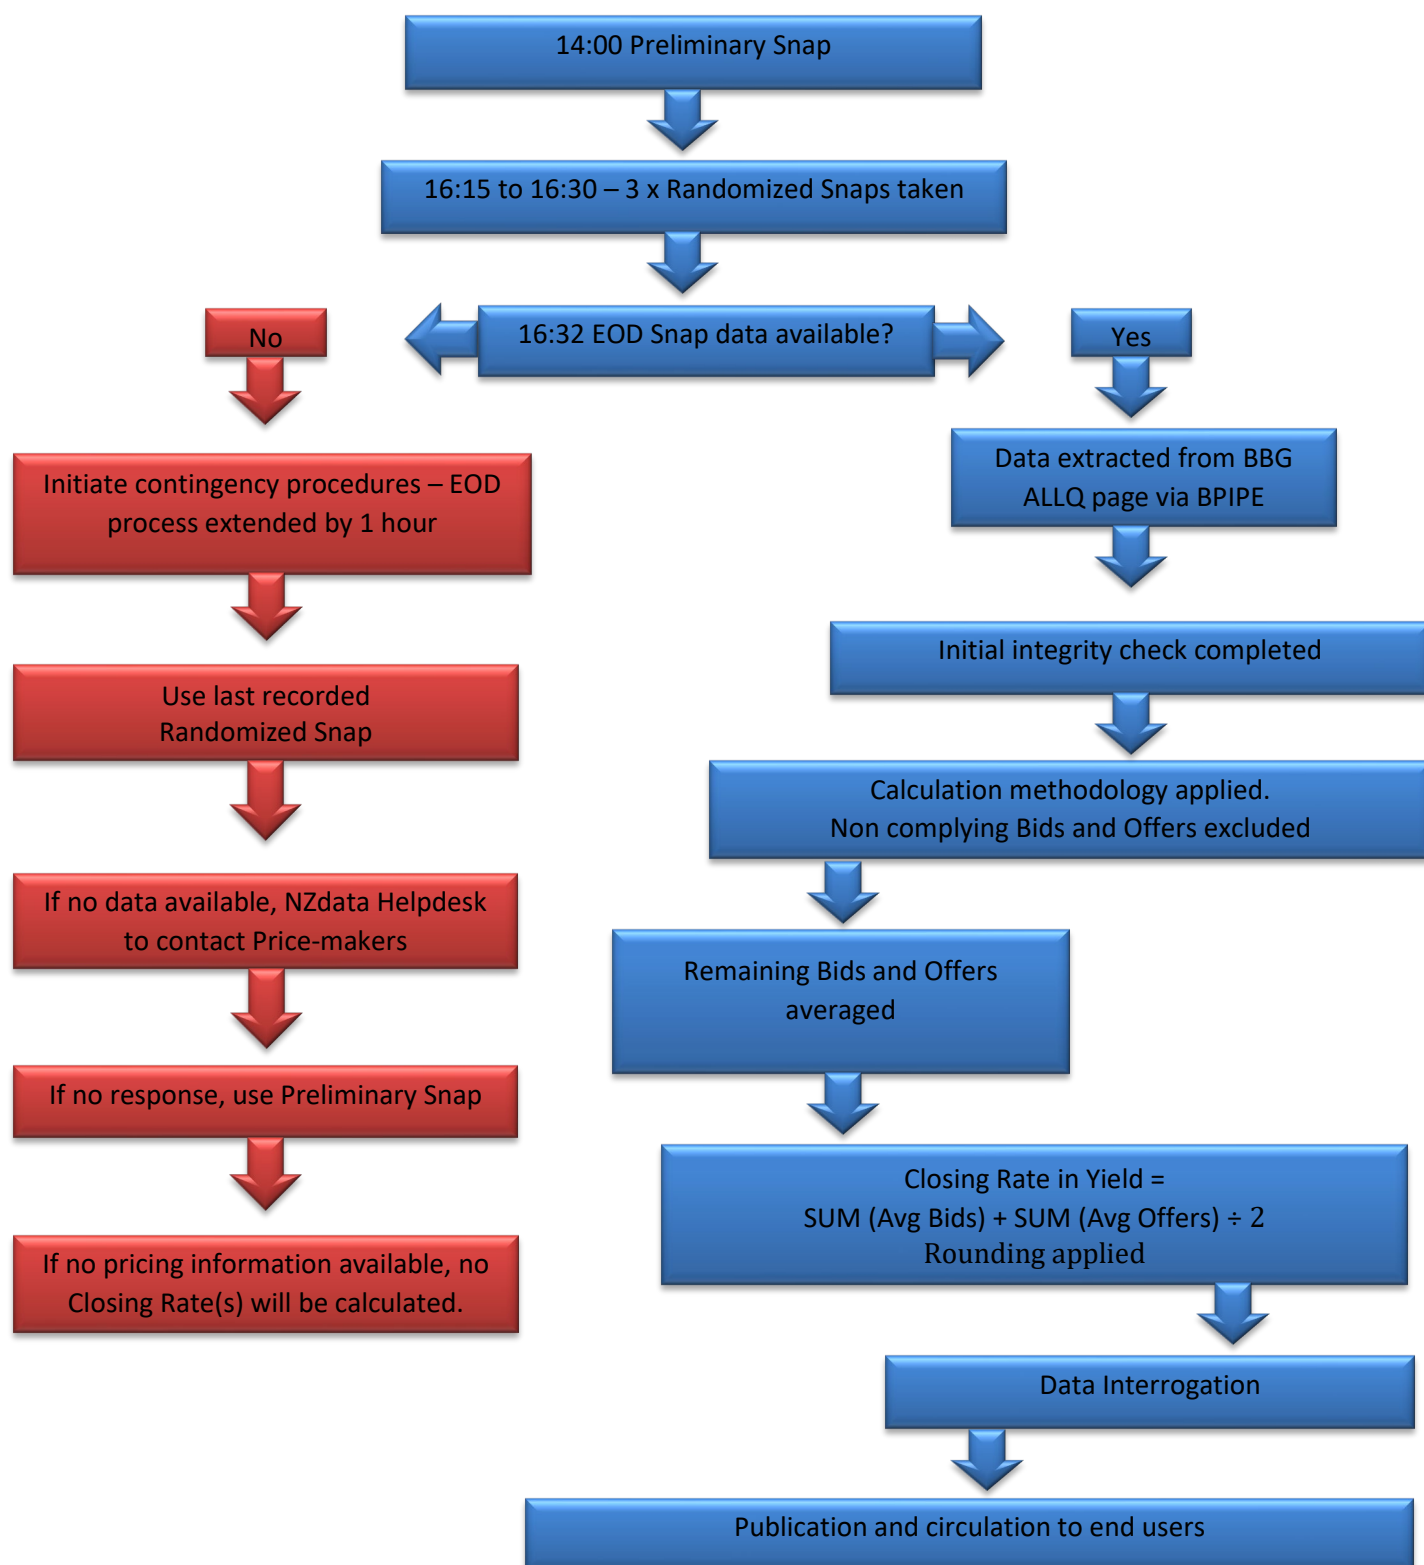 14:00 Preliminary Snap
16:15 to 16:30 – 3 x Randomized Snaps taken
16:32 EOD Snap data available?
No
Yes
Initiate contingency procedures – EOD
process extended by 1 hour
Use last recorded
Randomized Snap
If no data available, NZdata Helpdesk
to contact Price-makers
If no response, use Preliminary Snap
If no pricing information available, no
Closing Rate(s) will be calculated.
Data extracted from BBG
ALLQ page via BPIPE
Initial integrity check completed
Calculation methodology applied.
Non complying Bids and Offers excluded
Remaining Bids and Offers
averaged
Closing Rate in Yield =
SUM (Avg Bids) + SUM (Avg Offers) ÷ 2
Rounding applied
Data Interrogation
Publication and circulation to end users